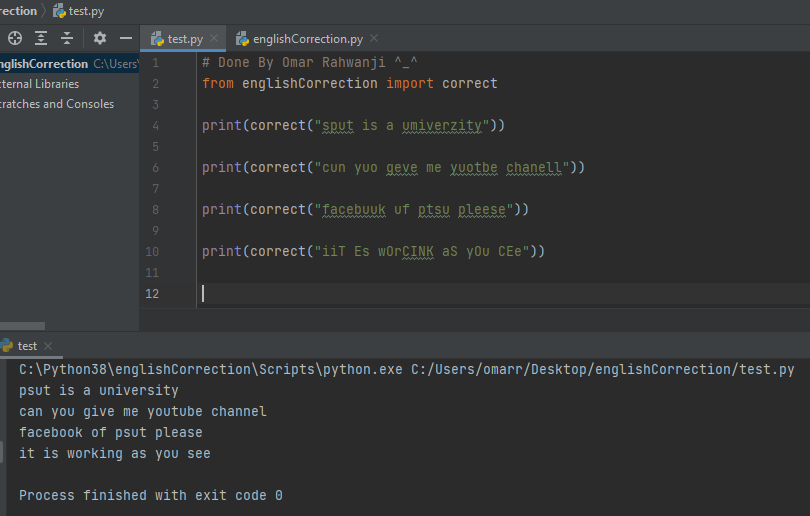 rection > test.py
test.py × englishCorrection.py ×
nglishCorrection C:\Users\
ternal Libraries
ratches and Consoles
1 # Done By Omar Rahwanji ^_^
2 from englishCorrection import correct
3
4 print(correct("sput is a umiverzity"))
5
6 print(correct("cun yuo geve me yuotbe chanell"))
7
8 print(correct("facebuuk uf ptsu pleese"))
9
10 print(correct("iiT Es wOrCINK aS yOu CEe"))
11
12
test ×
C:\Python38\englishCorrection\Scripts\python.exe C:/Users/omarr/Desktop/englishCorrection/test.py
psut is a university
can you give me youtube channel
facebook of psut please
it is working as you see
Process finished with exit code 0